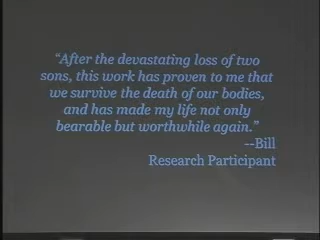 “After the devastating loss of two
sons, this work has proven to me that
we survive the death of our bodies,
and has made my life not only
bearable but worthwhile again.”
--Bill
Research Participant